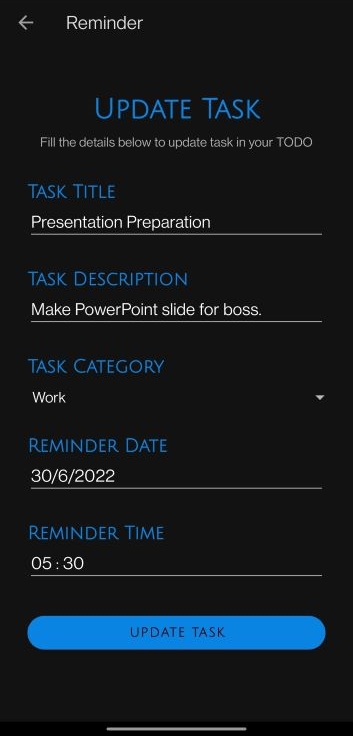 Reminder
Update Task
Fill the details below to update task in your TODO
Task Title
Presentation Preparation
Task Description
Make PowerPoint slide for boss.
Task Category
Work
Reminder Date
30/6/2022
Reminder Time
05 : 30
UPDATE TASK